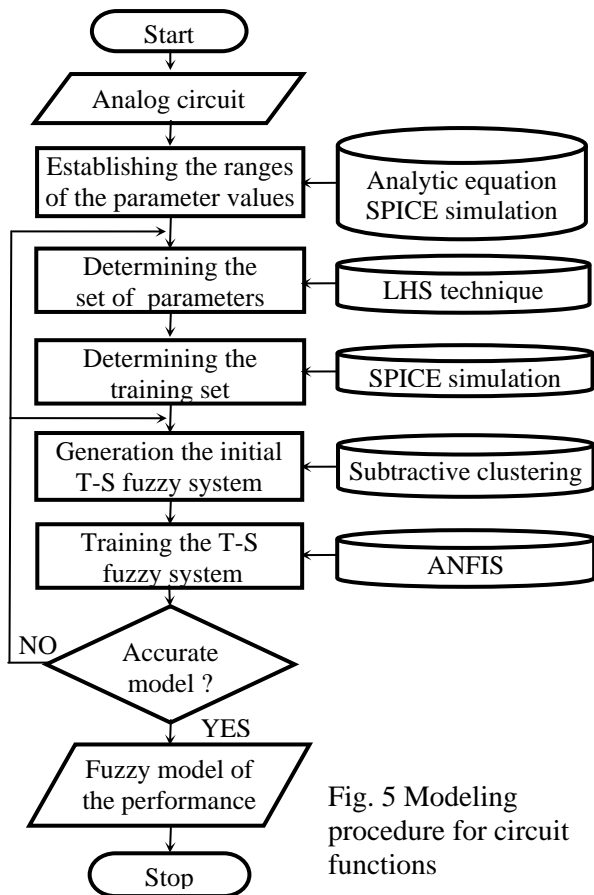 Start
Analog circuit
Establishing the ranges
of the parameter values
Analytic equation
SPICE simulation
Determining the
set of parameters
LHS technique
Determining the
training set
SPICE simulation
Generation the initial
T-S fuzzy system
Subtractive clustering
Training the T-S
fuzzy system
ANFIS
NO
Accurate
model ?
YES
Fuzzy model of
the performance
Stop
Fig. 5 Modeling
procedure for circuit
functions